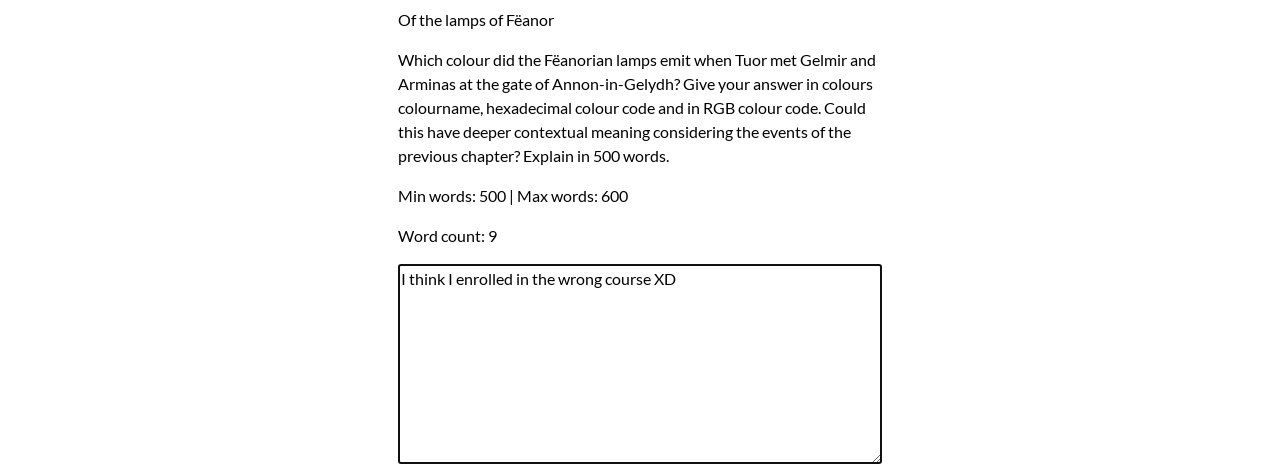 Of the lamps of Fëanor
Which colour did the Fëanorian lamps emit when Tuor met Gelmir and
Arminas at the gate of Annon-in-Gelydh? Give your answer in colours
colourname, hexadecimal colour code and in RGB colour code. Could
this have deeper contextual meaning considering the events of the
previous chapter? Explain in 500 words.
Min words: 500 | Max words: 600
Word count: 9
I think I enrolled in the wrong course XD